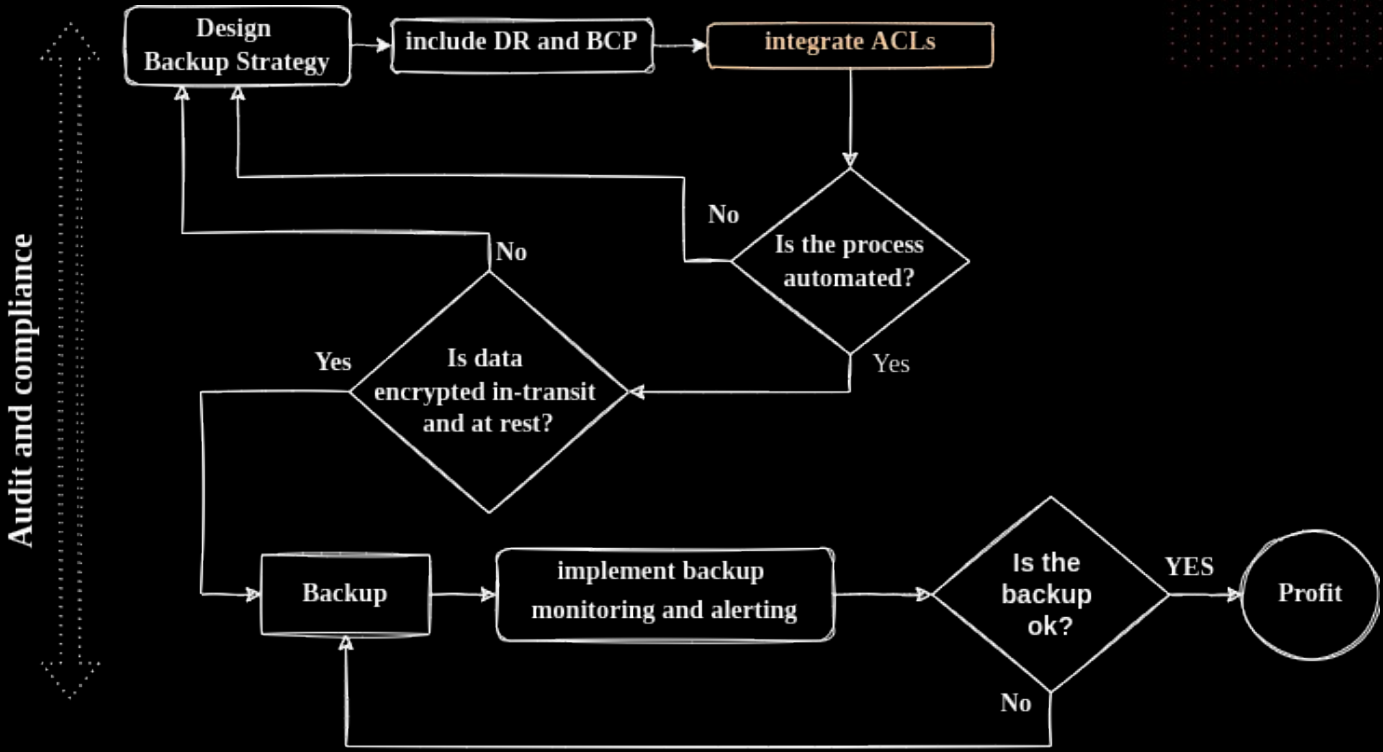 Design
Backup Strategy
include DR and BCP
integrate ACLs
No
Is the process
automated?
Yes
No
Yes
Is data
encrypted in-transit
and at rest?
Audit and compliance
Backup
implement backup
monitoring and alerting
Is the
backup
ok?
YES
Profit
No